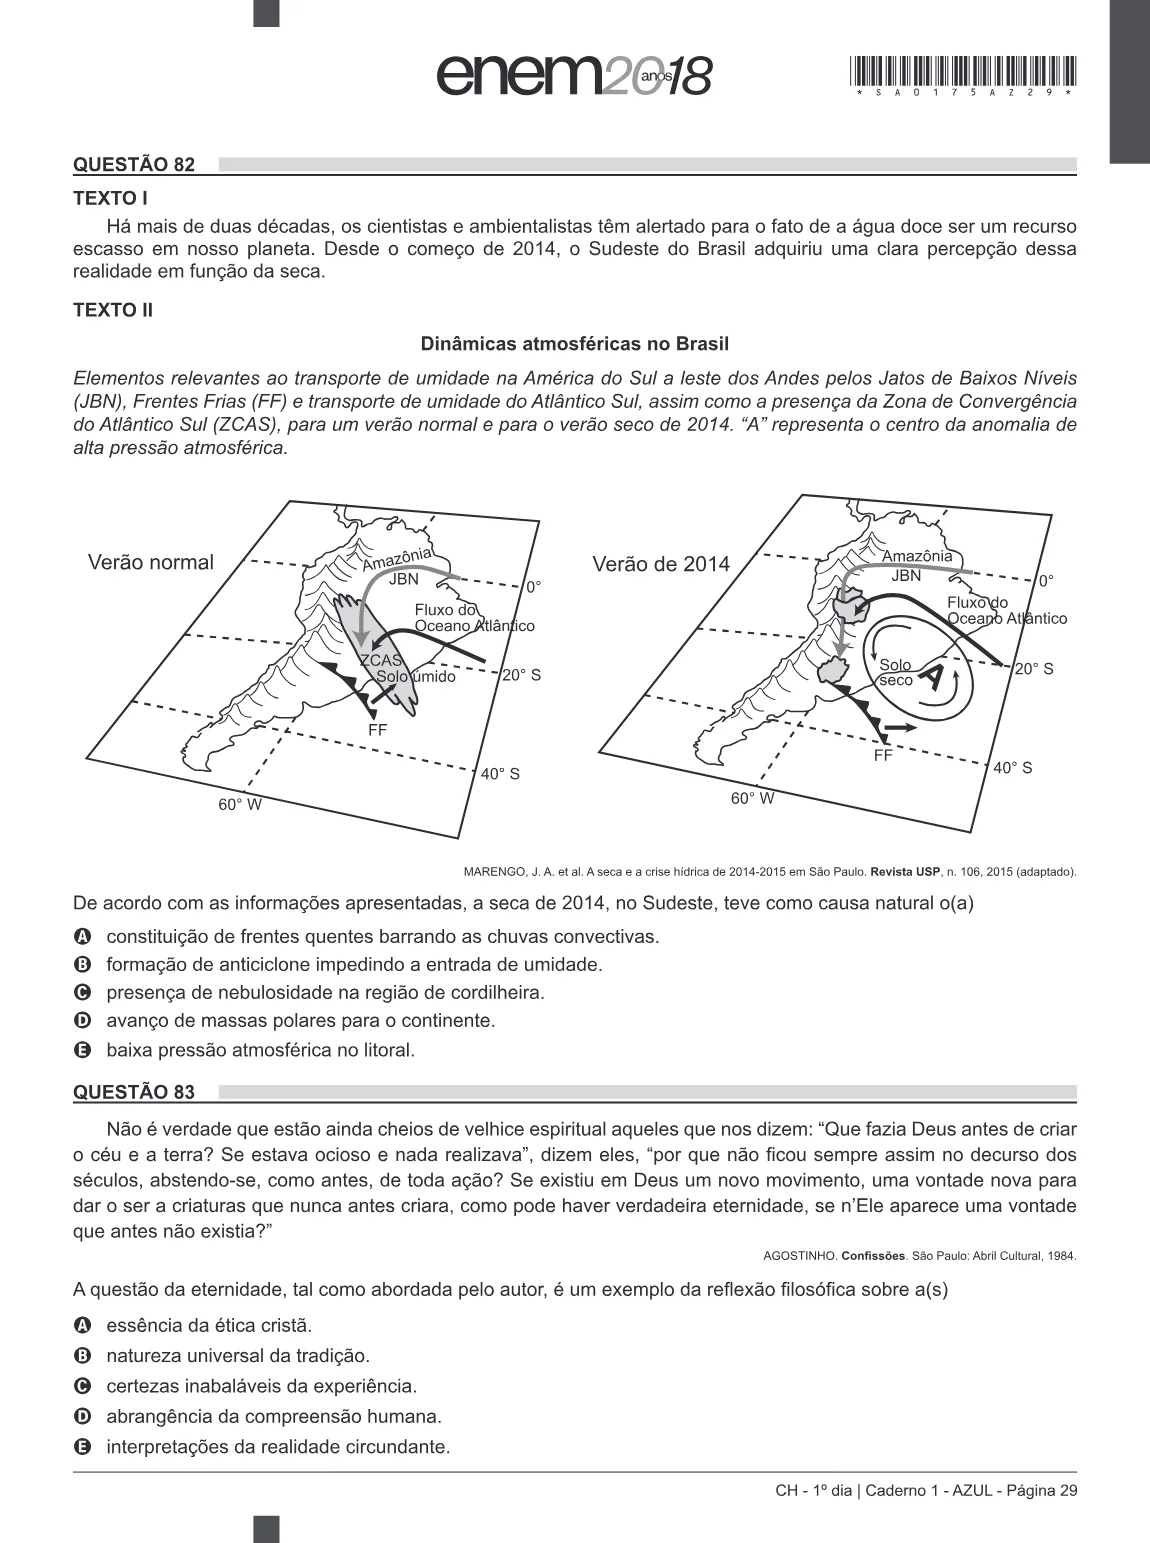 enem20anos18
* S A 0 1 7 5 A Z 2 9 *
QUESTÃO 82
TEXTO I
Há mais de duas décadas, os cientistas e ambientalistas têm alertado para o fato de a água doce ser um recurso
escasso em nosso planeta. Desde o começo de 2014, o Sudeste do Brasil adquiriu uma clara percepção dessa
realidade em função da seca.
TEXTO II
Dinâmicas atmosféricas no Brasil
Elementos relevantes ao transporte de umidade na América do Sul a leste dos Andes pelos Jatos de Baixos Níveis
(JBN), Frentes Frias (FF) e transporte de umidade do Atlântico Sul, assim como a presença da Zona de Convergência
do Atlântico Sul (ZCAS), para um verão normal e para o verão seco de 2014. “A” representa o centro da anomalia de
alta pressão atmosférica.
Verão normal
Amazônia
JBN
0°
Fluxo do
Oceano Atlântico
ZCAS
Solo úmido
20° S
FF
40° S
60° W
Verão de 2014
Amazônia
JBN
0°
Fluxo do
Oceano Atlântico
Solo
seco
A
20° S
FF
40° S
60° W
MARENGO, J. A. et al. A seca e a crise hídrica de 2014-2015 em São Paulo. Revista USP, n. 106, 2015 (adaptado).
De acordo com as informações apresentadas, a seca de 2014, no Sudeste, teve como causa natural o(a)
A constituição de frentes quentes barrando as chuvas convectivas.
B formação de anticiclone impedindo a entrada de umidade.
C presença de nebulosidade na região de cordilheira.
D avanço de massas polares para o continente.
E baixa pressão atmosférica no litoral.
QUESTÃO 83
Não é verdade que estão ainda cheios de velhice espiritual aqueles que nos dizem: “Que fazia Deus antes de criar
o céu e a terra? Se estava ocioso e nada realizava”, dizem eles, “por que não ficou sempre assim no decurso dos
séculos, abstendo-se, como antes, de toda ação? Se existiu em Deus um novo movimento, uma vontade nova para
dar o ser a criaturas que nunca antes criara, como pode haver verdadeira eternidade, se n’Ele aparece uma vontade
que antes não existia?”
AGOSTINHO. Confissões. São Paulo: Abril Cultural, 1984.
A questão da eternidade, tal como abordada pelo autor, é um exemplo da reflexão filosófica sobre a(s)
A essência da ética cristã.
B natureza universal da tradição.
C certezas inabaláveis da experiência.
D abrangência da compreensão humana.
E interpretações da realidade circundante.
CH - 1º dia | Caderno 1 - AZUL - Página 29